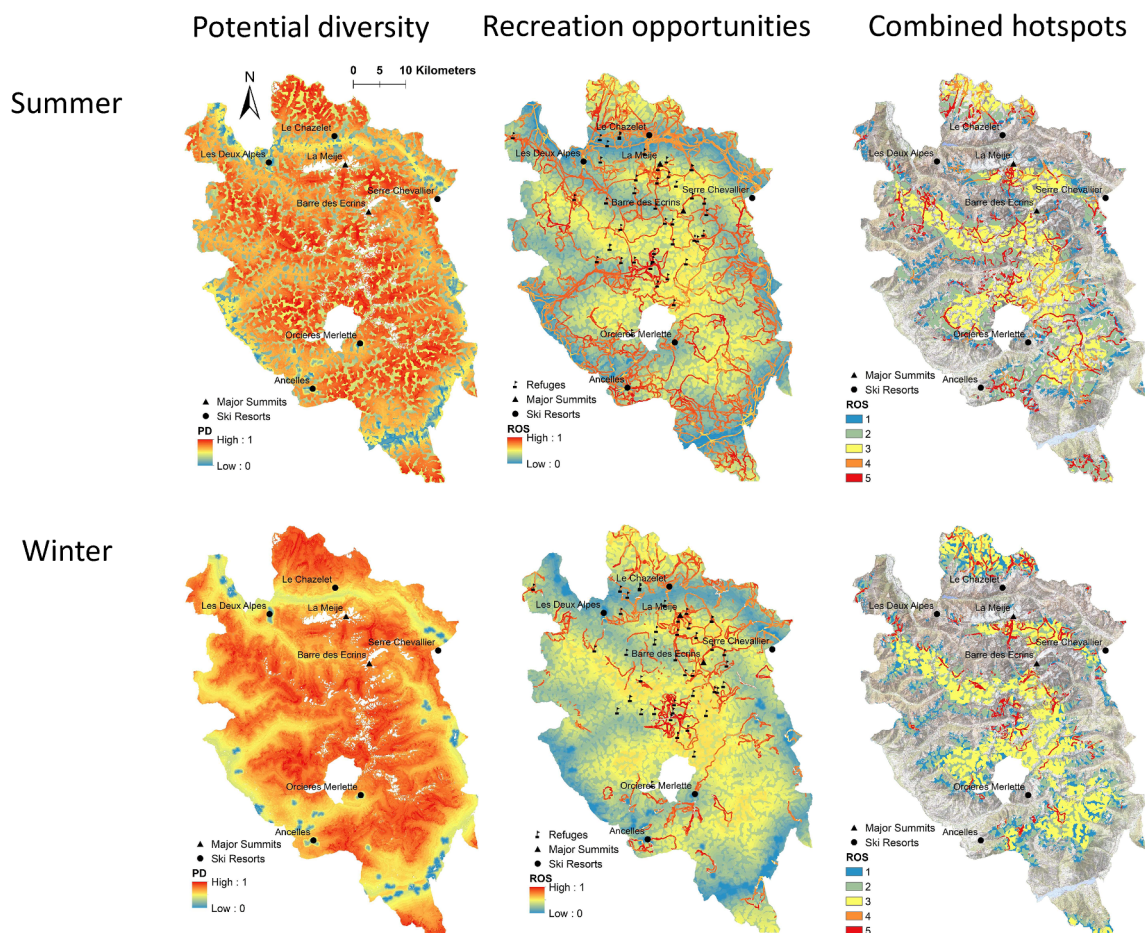 Potential diversity
Recreation opportunities
Combined hotspots
Summer
N
0 5 10 Kilometers
Le Chazelet
Les Deux Alpes
La Meije
Serre Chevallier
Barre des Ecrins
Orcieres Merlette
Ancelles
Major Summits
Ski Resorts
PD
High : 1
Low : 0
Le Chazelet
Les Deux Alpes
La Meije
Serre Chevallier
Barre des Ecrins
Orcieres Merlette
Ancelles
Refuges
Major Summits
Ski Resorts
ROS
High : 1
Low : 0
Le Chazelet
Les Deux Alpes
La Meije
Serre Chevallier
Barre des Ecrins
Orcieres Merlette
Ancelles
Major Summits
Ski Resorts
ROS
1
2
3
4
5
Winter
Le Chazelet
Les Deux Alpes
La Meije
Serre Chevallier
Barre des Ecrins
Orcieres Merlette
Ancelles
Major Summits
Ski Resorts
PD
High : 1
Low : 0
Le Chazelet
Les Deux Alpes
La Meije
Serre Chevallier
Barre des Ecrins
Orcieres Merlette
Ancelles
Refuges
Major Summits
Ski Resorts
ROS
High : 1
Low : 0
Le Chazelet
Les Deux Alpes
La Meije
Serre Chevallier
Barre des Ecrins
Orcieres Merlette
Ancelles
Major Summits
Ski Resorts
ROS
1
2
3
4
5